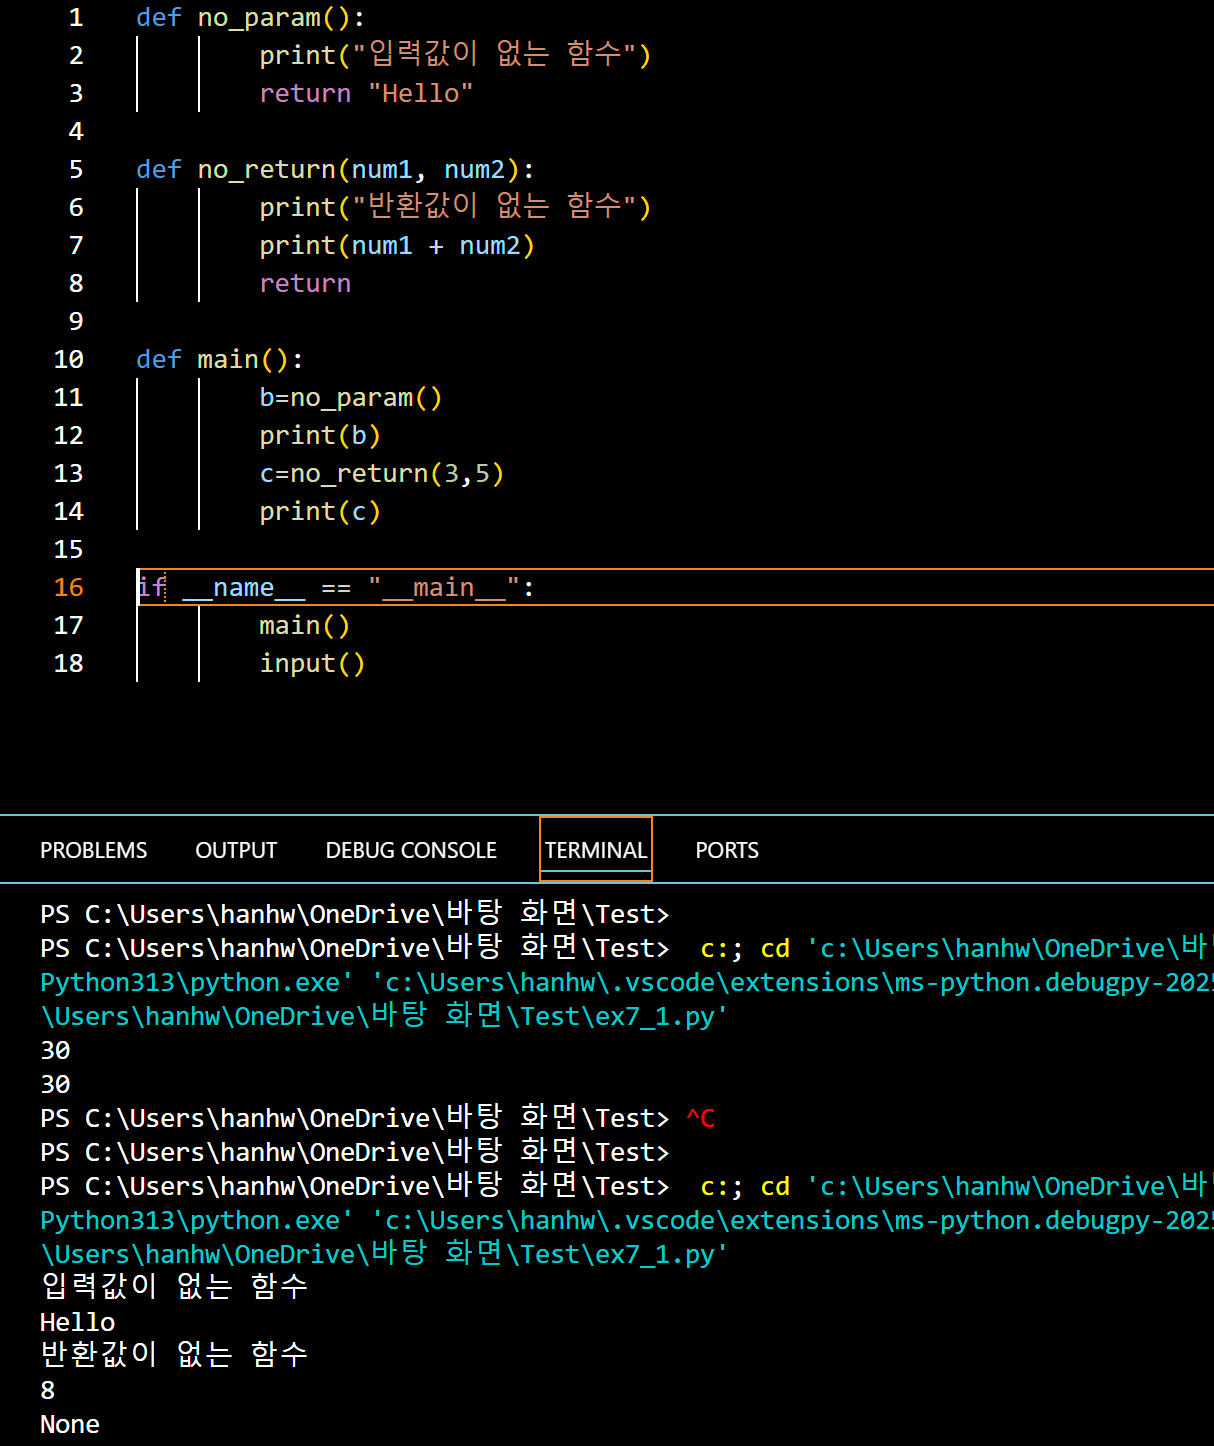 1 def no_param():
2 print("입력값이 없는 함수")
3 return "Hello"
4
5 def no_return(num1, num2):
6 print("반환값이 없는 함수")
7 print(num1 + num2)
8 return
9
10 def main():
11 b=no_param()
12 print(b)
13 c=no_return(3,5)
14 print(c)
15
16 if __name__ == "__main__":
17 main()
18 input()
PROBLEMS OUTPUT DEBUG CONSOLE TERMINAL PORTS
PS C:\Users\hanhw\OneDrive\바탕 화면\Test>
PS C:\Users\hanhw\OneDrive\바탕 화면\Test> c:; cd 'c:\Users\hanhw\OneDrive\바
Python313\python.exe' 'c:\Users\hanhw\.vscode\extensions\ms-python.debugpy-2025
\Users\hanhw\OneDrive\바탕 화면\Test\ex7_1.py'
30
30
PS C:\Users\hanhw\OneDrive\바탕 화면\Test> ^C
PS C:\Users\hanhw\OneDrive\바탕 화면\Test>
PS C:\Users\hanhw\OneDrive\바탕 화면\Test> c:; cd 'c:\Users\hanhw\OneDrive\바
Python313\python.exe' 'c:\Users\hanhw\.vscode\extensions\ms-python.debugpy-2025
\Users\hanhw\OneDrive\바탕 화면\Test\ex7_1.py'
입력값이 없는 함수
Hello
반환값이 없는 함수
8
None